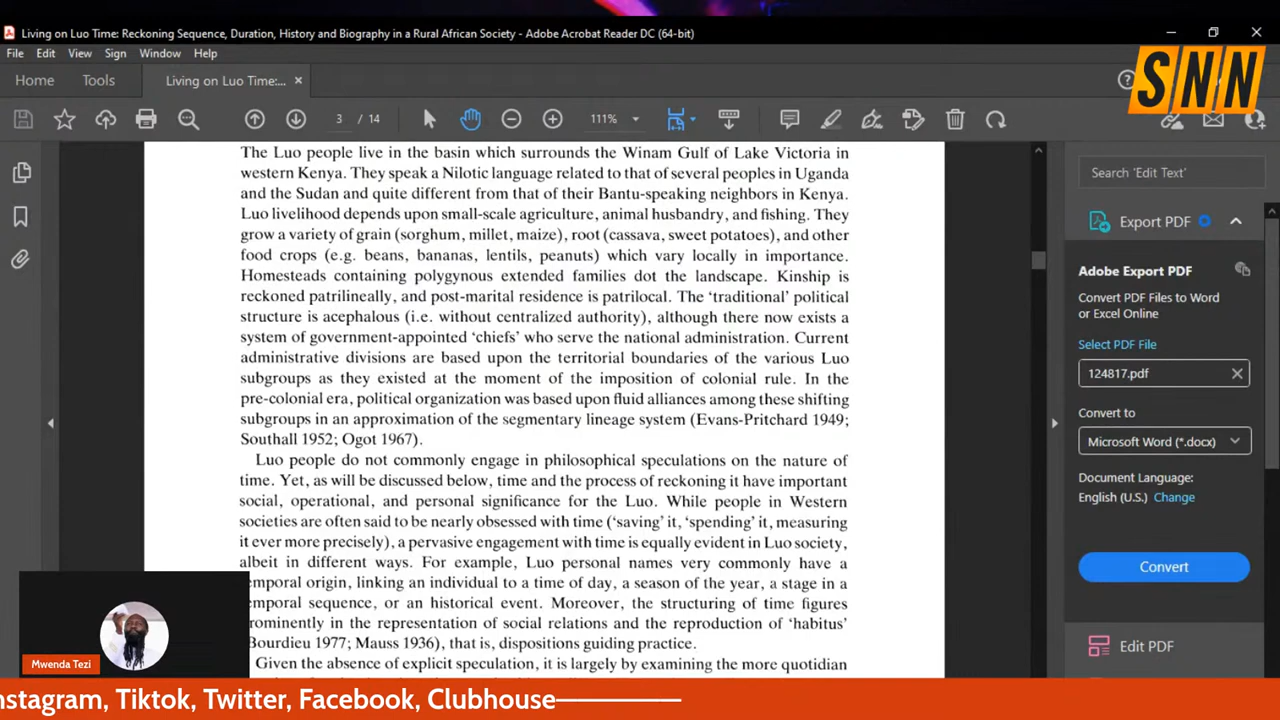 Living on Luo Time: Reckoning Sequence, Duration, History and Biography in a Rural African Society - Adobe Acrobat Reader DC (64-bit)
File Edit View Sign Window Help
Home Tools Living on Luo Time:... ×
SNN
3 / 14 111%
The Luo people live in the basin which surrounds the Winam Gulf of Lake Victoria in
western Kenya. They speak a Nilotic language related to that of several peoples in Uganda
and the Sudan and quite different from that of their Bantu-speaking neighbors in Kenya.
Luo livelihood depends upon small-scale agriculture, animal husbandry, and fishing. They
grow a variety of grain (sorghum, millet, maize), root (cassava, sweet potatoes), and other
food crops (e.g. beans, bananas, lentils, peanuts) which vary locally in importance.
Homesteads containing polygynous extended families dot the landscape. Kinship is
reckoned patrilineally, and post-marital residence is patrilocal. The ‘traditional’ political
structure is acephalous (i.e. without centralized authority), although there now exists a
system of government-appointed ‘chiefs’ who serve the national administration. Current
administrative divisions are based upon the territorial boundaries of the various Luo
subgroups as they existed at the moment of the imposition of colonial rule. In the
pre-colonial era, political organization was based upon fluid alliances among these shifting
subgroups in an approximation of the segmentary lineage system (Evans-Pritchard 1949;
Southall 1952; Ogot 1967).
Luo people do not commonly engage in philosophical speculations on the nature of
time. Yet, as will be discussed below, time and the process of reckoning it have important
social, operational, and personal significance for the Luo. While people in Western
societies are often said to be nearly obsessed with time (‘saving’ it, ‘spending’ it, measuring
it ever more precisely), a pervasive engagement with time is equally evident in Luo society,
albeit in different ways. For example, Luo personal names very commonly have a
emporal origin, linking an individual to a time of day, a season of the year, a stage in a
emporal sequence, or an historical event. Moreover, the structuring of time figures
rominently in the representation of social relations and the reproduction of ‘habitus’
Bourdieu 1977; Mauss 1936), that is, dispositions guiding practice.
Given the absence of explicit speculation, it is largely by examining the more quotidian
Search 'Edit Text'
Export PDF
Adobe Export PDF
Convert PDF Files to Word
or Excel Online
Select PDF File
124817.pdf
Convert to
Microsoft Word (*.docx)
Document Language:
English (U.S.) Change
Convert
Edit PDF
Mwenda Tezi
nstagram, Tiktok, Twitter, Facebook, Clubhouse